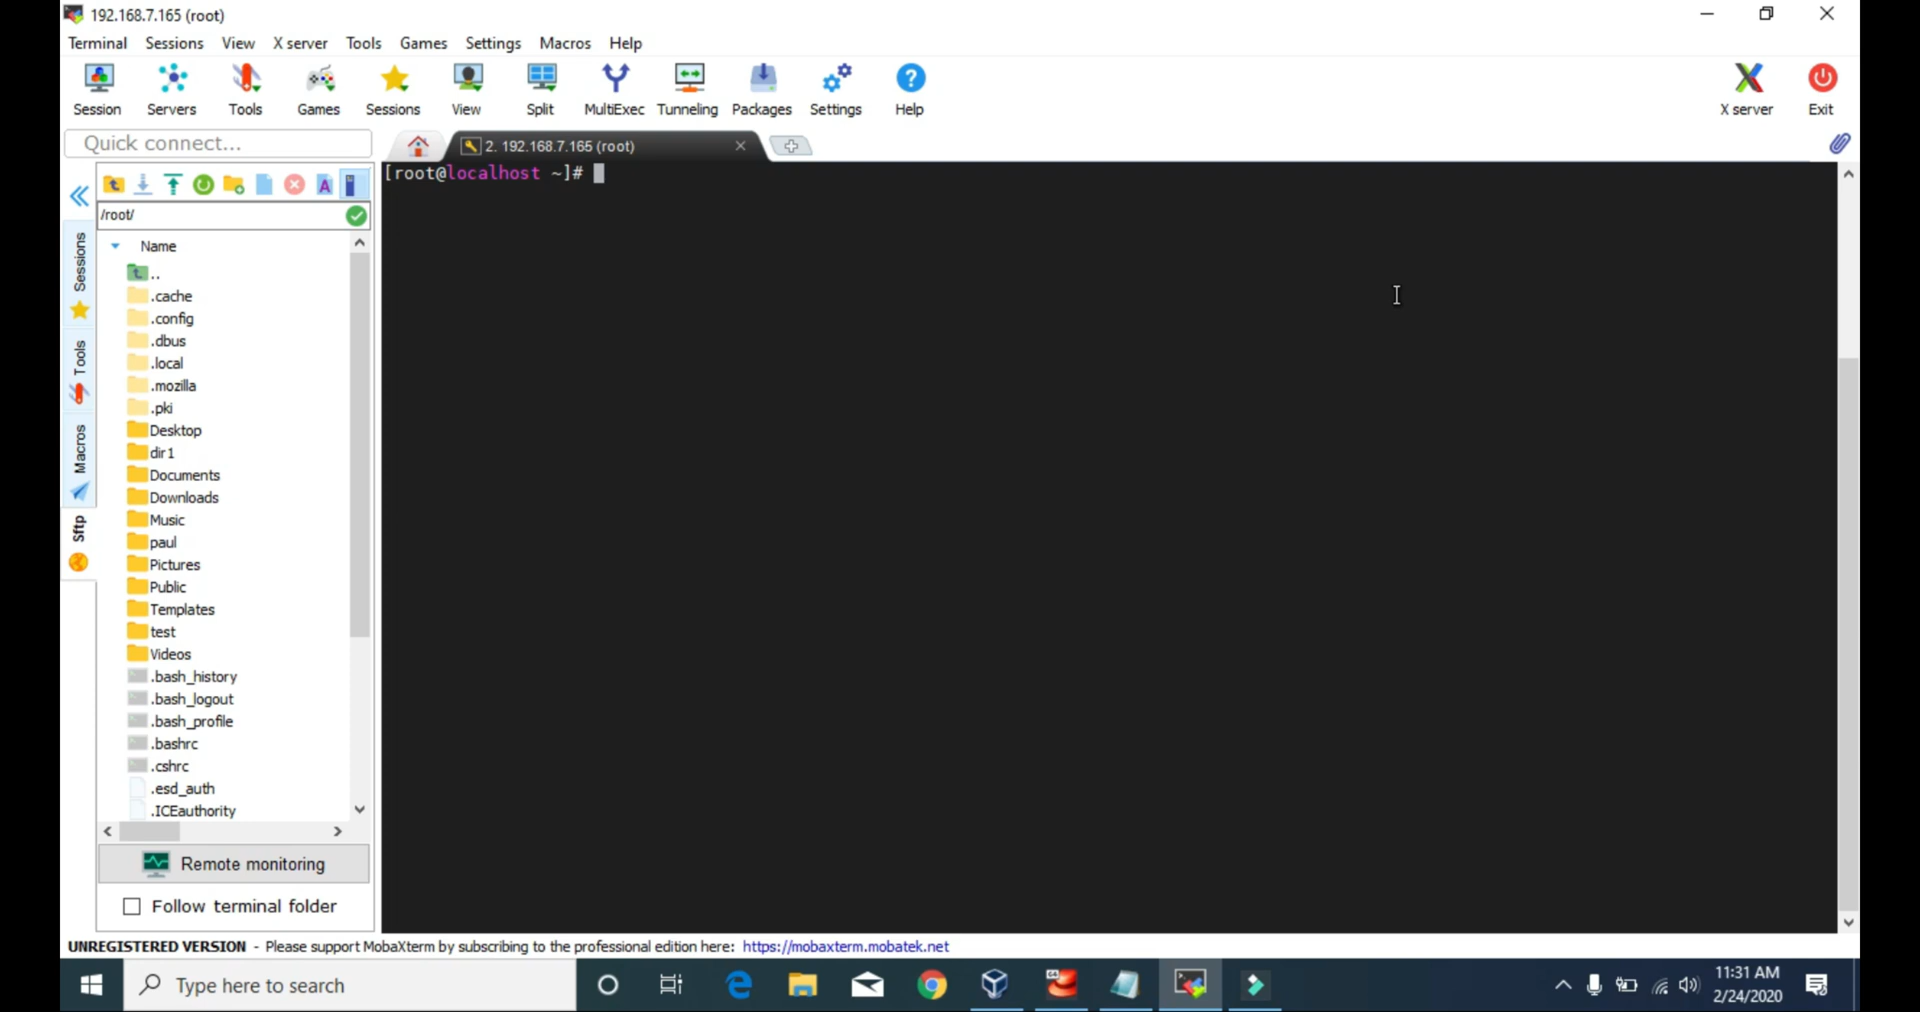 192.168.7.165 (root)
Terminal Sessions View X server Tools Games Settings Macros Help
Session Servers Tools Games Sessions View Split MultiExec Tunneling Packages Settings Help X server Exit
Quick connect...
2. 192.168.7.165 (root)
[root@localhost ~]#
/root/
Name
..
.cache
.config
.dbus
.local
.mozilla
.pki
Desktop
dir1
Documents
Downloads
Music
paul
Pictures
Public
Templates
test
Videos
.bash_history
.bash_logout
.bash_profile
.bashrc
.cshrc
.esd_auth
.ICEauthority
Sessions
Tools
Macros
Sftp
Remote monitoring
Follow terminal folder
UNREGISTERED VERSION - Please support MobaXterm by subscribing to the professional edition here: https://mobaxterm.mobatek.net
Type here to search
64
11:31 AM
2/24/2020